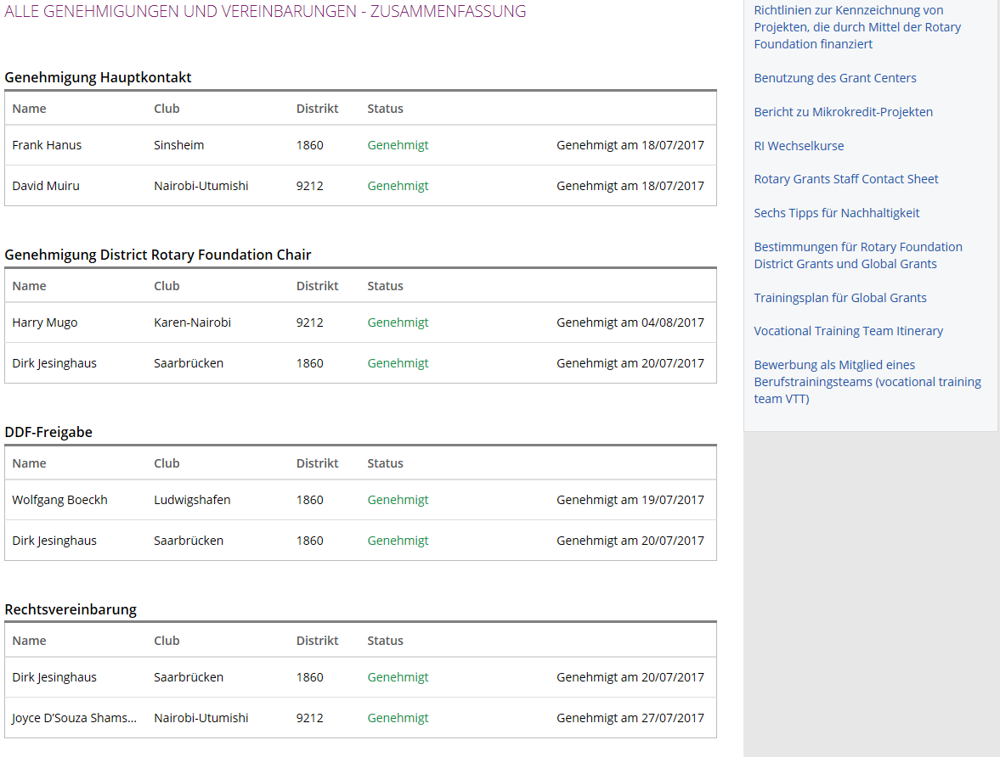 ALLE GENEHMIGUNGEN UND VEREINBARUNGEN - ZUSAMMENFASSUNG
Genehmigung Hauptkontakt
Name Club Distrikt Status
Frank Hanus Sinsheim 1860 Genehmigt Genehmigt am 18/07/2017
David Muiru Nairobi-Utumishi 9212 Genehmigt Genehmigt am 18/07/2017
Genehmigung District Rotary Foundation Chair
Name Club Distrikt Status
Harry Mugo Karen-Nairobi 9212 Genehmigt Genehmigt am 04/08/2017
Dirk Jesinghaus Saarbrücken 1860 Genehmigt Genehmigt am 20/07/2017
DDF-Freigabe
Name Club Distrikt Status
Wolfgang Boeckh Ludwigshafen 1860 Genehmigt Genehmigt am 19/07/2017
Dirk Jesinghaus Saarbrücken 1860 Genehmigt Genehmigt am 20/07/2017
Rechtsvereinbarung
Name Club Distrikt Status
Dirk Jesinghaus Saarbrücken 1860 Genehmigt Genehmigt am 20/07/2017
Joyce D’Souza Shams... Nairobi-Utumishi 9212 Genehmigt Genehmigt am 27/07/2017
Richtlinien zur Kennzeichnung von
Projekten, die durch Mittel der Rotary
Foundation finanziert
Benutzung des Grant Centers
Bericht zu Mikrokredit-Projekten
RI Wechselkurse
Rotary Grants Staff Contact Sheet
Sechs Tipps für Nachhaltigkeit
Bestimmungen für Rotary Foundation
District Grants und Global Grants
Trainingsplan für Global Grants
Vocational Training Team Itinerary
Bewerbung als Mitglied eines
Berufstrainingsteams (vocational training
team VTT)